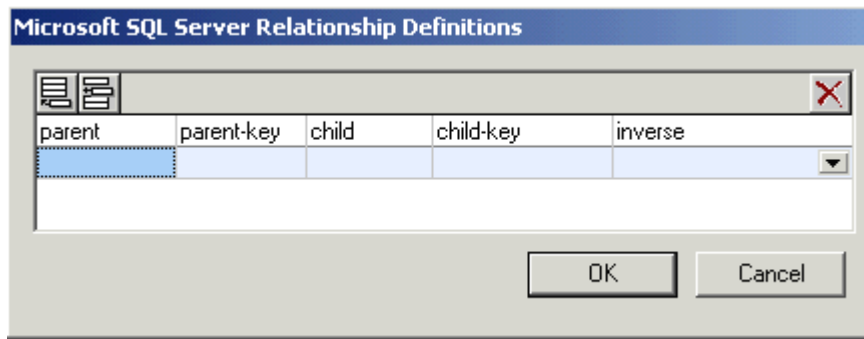 Microsoft SQL Server Relationship Definitions
parent parent-key child child-key inverse
OK Cancel